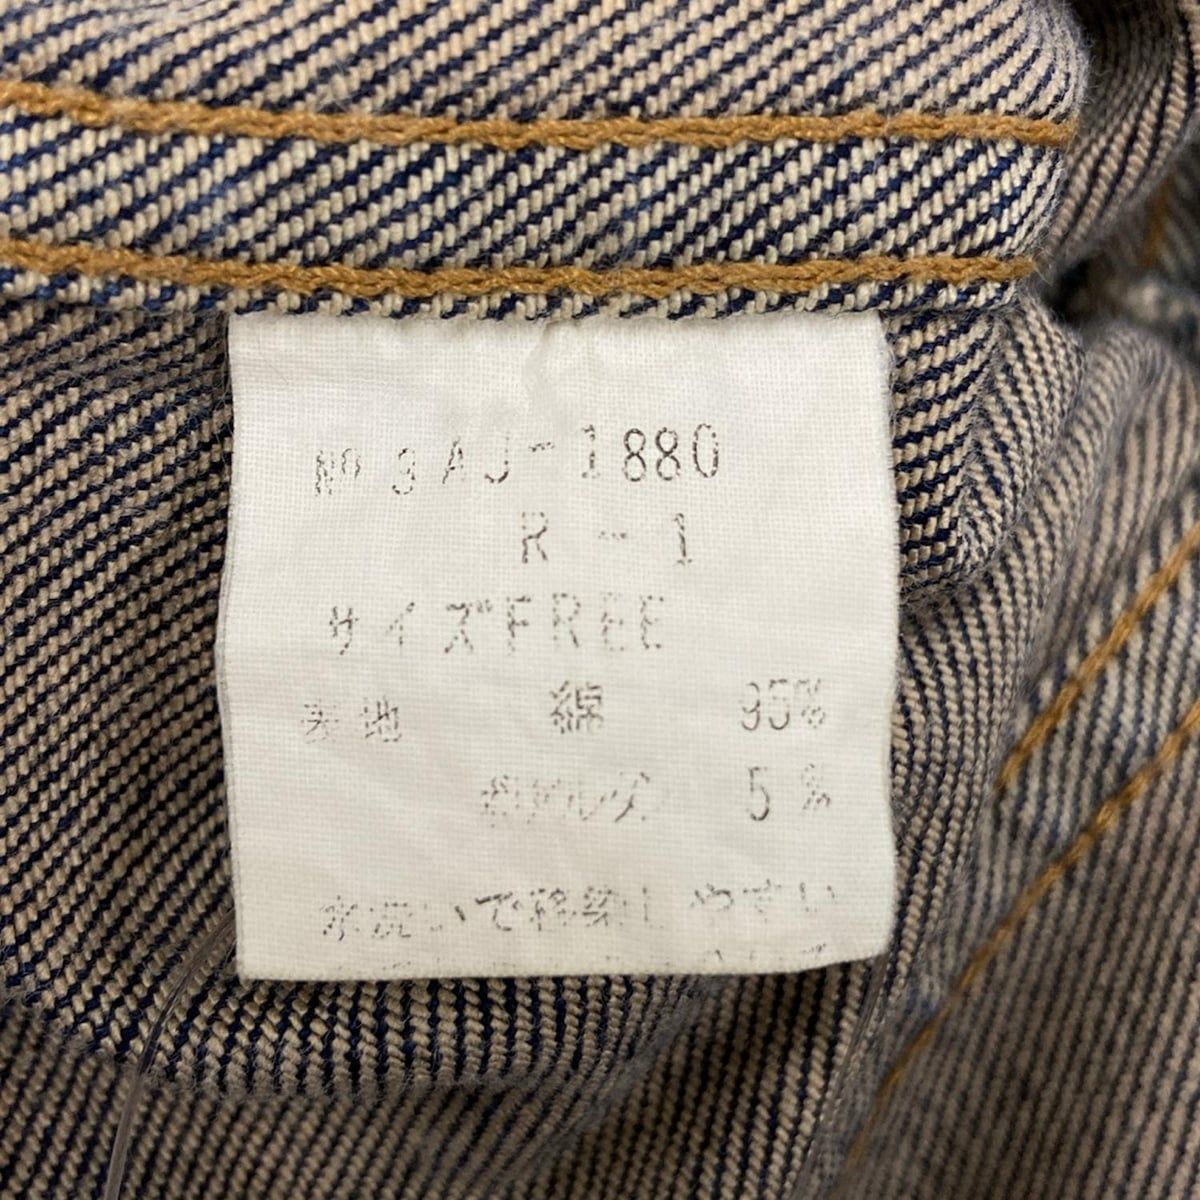 No 3AJ-1880
R-1
サイズFREE
表地 綿 95%
5%
水洗いで移染しやすい